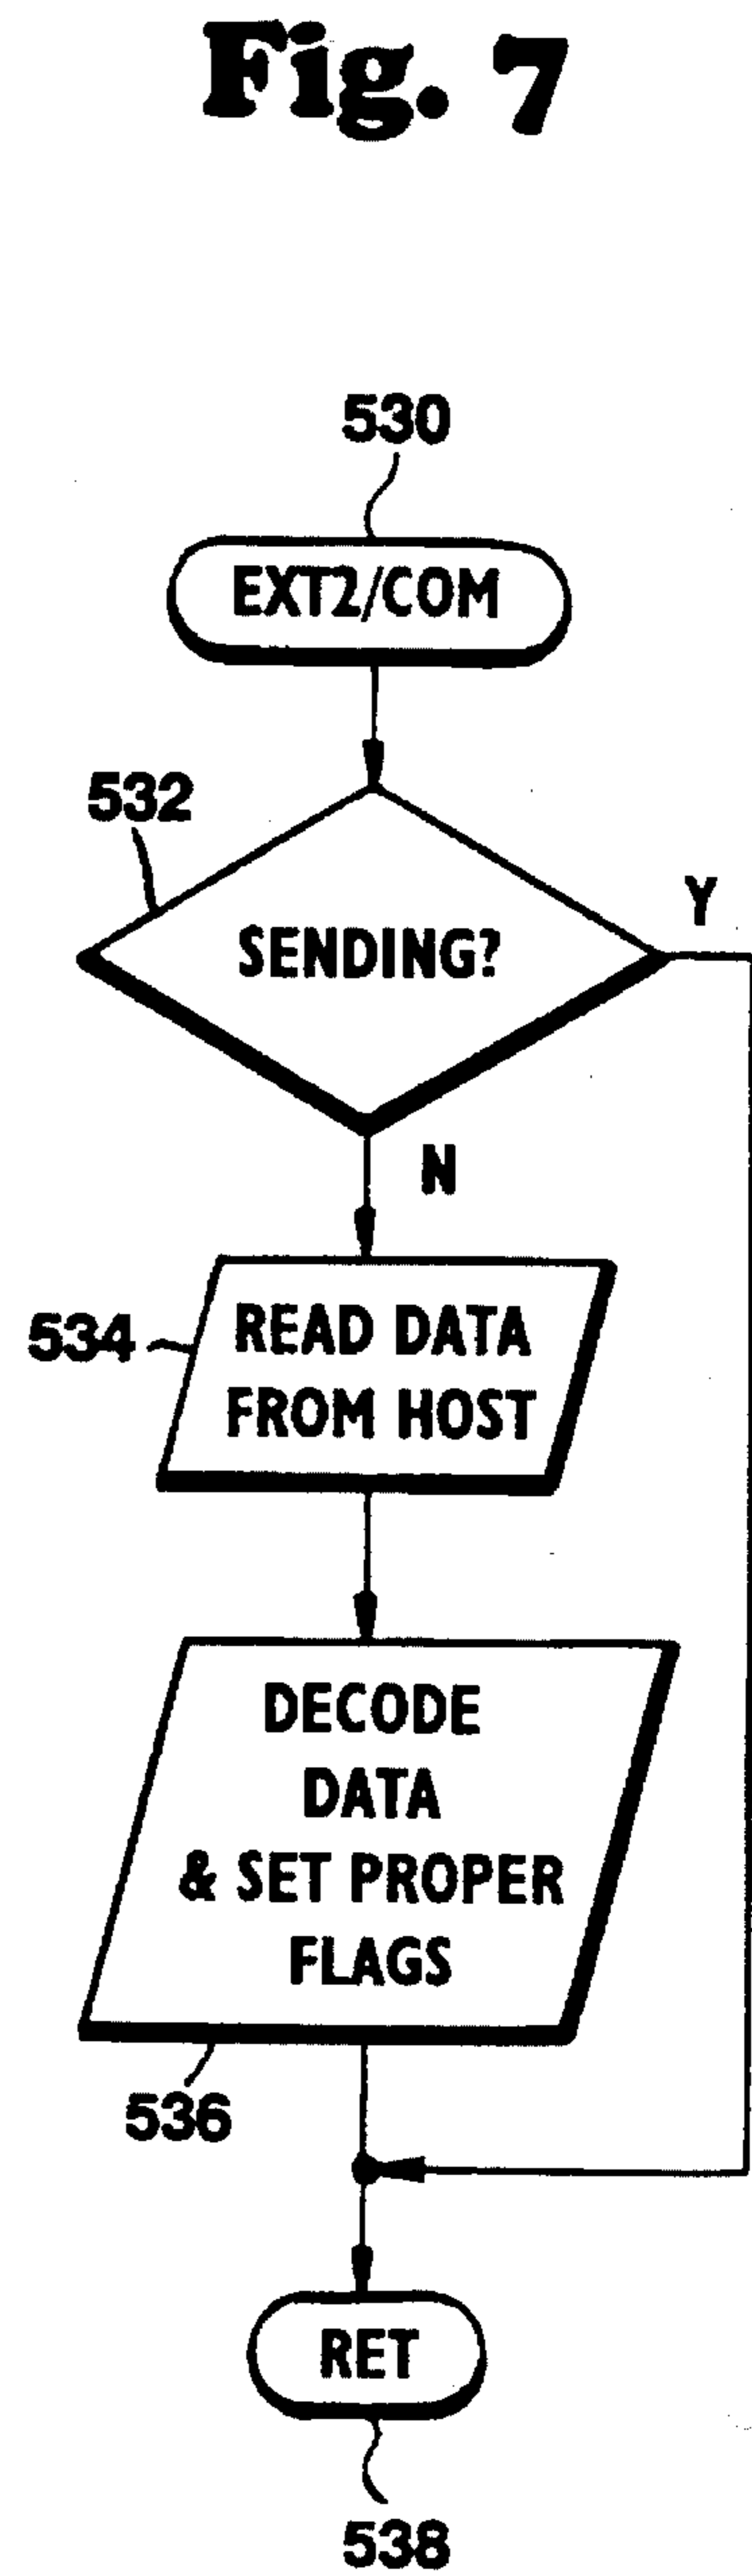 Fig. 7
530
EXT2/COM
532
SENDING?
Y
N
534
READ DATA
FROM HOST
DECODE
DATA
& SET PROPER
FLAGS
536
RET
538